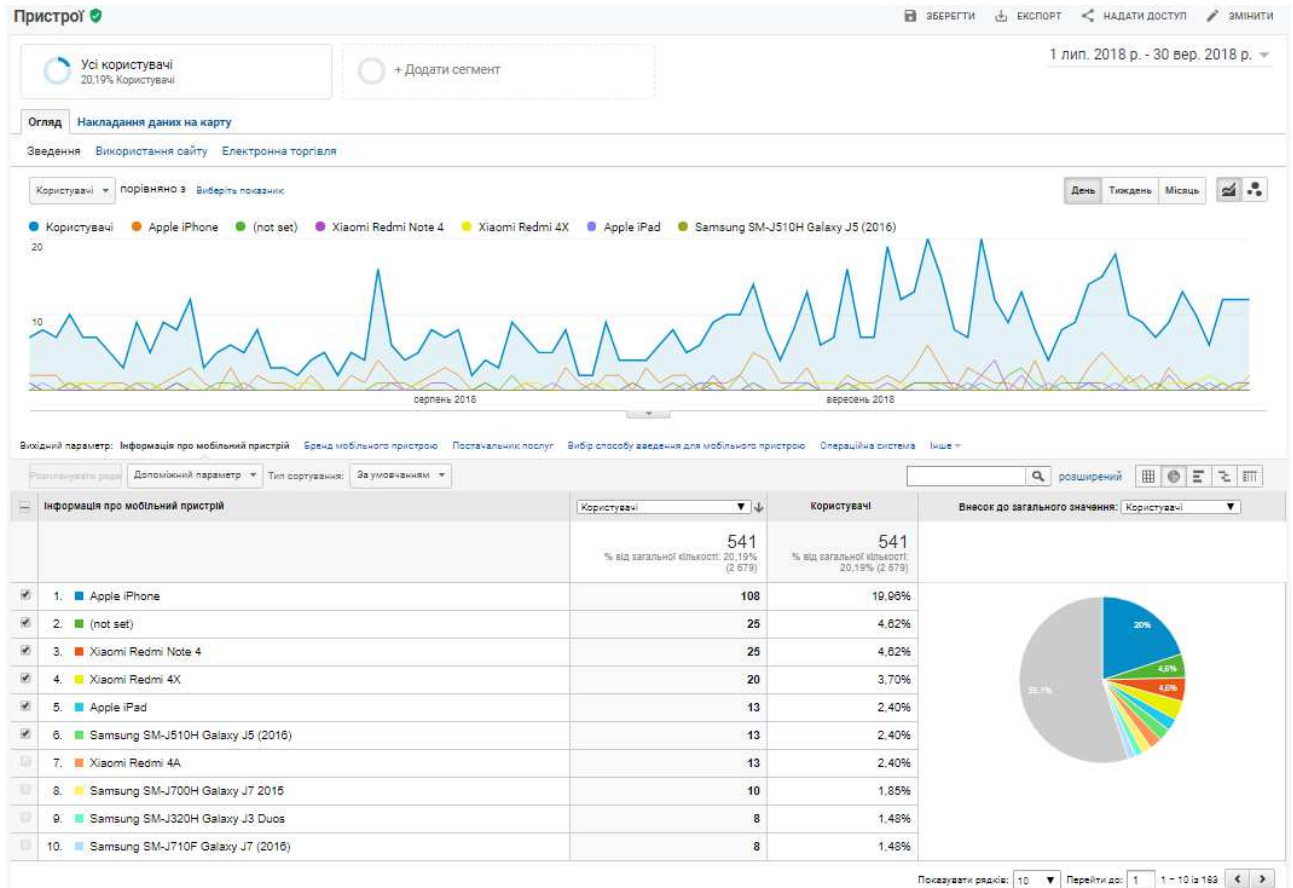 Пристрої
ЗБЕРЕГТИ ЕКСПОРТ НАДАТИ ДОСТУП ЗМІНИТИ
Усі користувачі
20,19% Користувачі
+ Додати сегмент
1 лип. 2018 р. - 30 вер. 2018 р.
Огляд Накладання даних на карту
Зведення Використання сайту Електронна торгівля
Користувачі порівняно з Виберіть показник
День Тиждень Місяць
Користувачі Apple iPhone (not set) Xiaomi Redmi Note 4 Xiaomi Redmi 4X Apple iPad Samsung SM-J510H Galaxy J5 (2016)
20
10
серпень 2018 вересень 2018
Вихідний параметр: Інформація про мобільний пристрій Бренд мобільного пристрою Постачальник послуг Вибір способу введення для мобільного пристрою Операційна система Інше
Розпланувати ряди Допоміжний параметр Тип сортування: За умовчанням розширений
Інформація про мобільний пристрій Користувачі Користувачі Внесок до загального значення: Користувачі
541 541
% від загальної кількості: 20,19% (2 679) % від загальної кількості: 20,19% (2 679)
1. Apple iPhone 108 19,96%
2. (not set) 25 4,62%
3. Xiaomi Redmi Note 4 25 4,62%
4. Xiaomi Redmi 4X 20 3,70%
5. Apple iPad 13 2,40%
6. Samsung SM-J510H Galaxy J5 (2016) 13 2,40%
7. Xiaomi Redmi 4A 13 2,40%
8. Samsung SM-J700H Galaxy J7 2015 10 1,85%
9. Samsung SM-J320H Galaxy J3 Duos 8 1,48%
10. Samsung SM-J710F Galaxy J7 (2016) 8 1,48%
20%
4,6%
4,6%
Показувати рядків: 10 Перейти до: 1 1 – 10 із 183